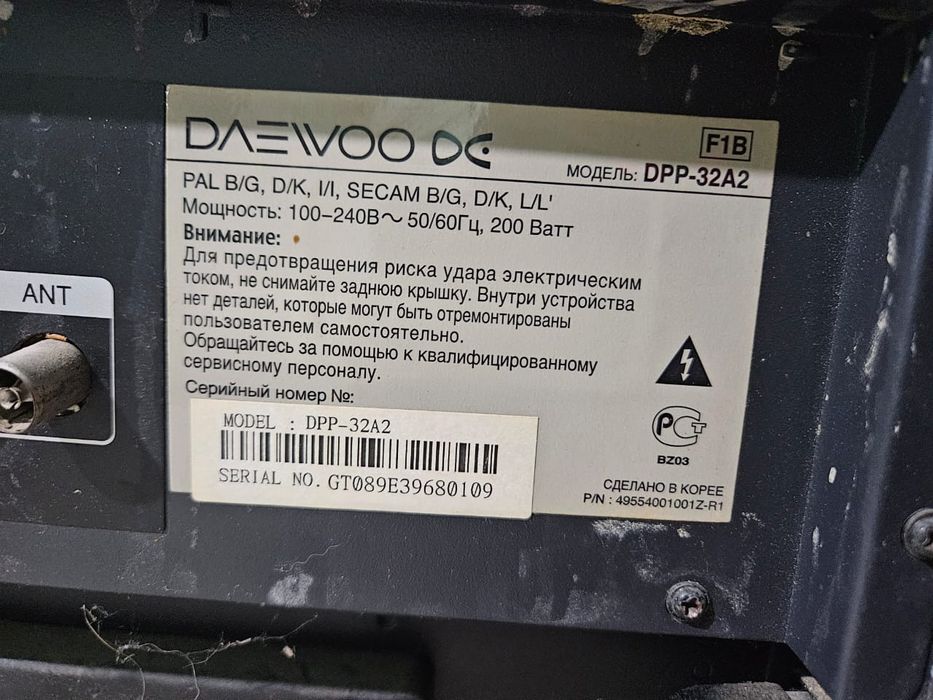 DAEWOO
F1B
МОДЕЛЬ: DPP-32A2
PAL B/G, D/K, I/I, SECAM B/G, D/K, L/L'
Мощность: 100-240В～ 50/60Гц, 200 Ватт
Внимание:
Для предотвращения риска удара электрическим
током, не снимайте заднюю крышку. Внутри устройства
нет деталей, которые могут быть отремонтированы
пользователем самостоятельно.
Обращайтесь за помощью к квалифицированному
сервисному персоналу.
Серийный номер №:
ANT
MODEL : DPP-32A2
SERIAL NO. GT089E39680109
РСТ
BZ03
СДЕЛАНО В КОРЕЕ
P/N : 49554001001Z-R1